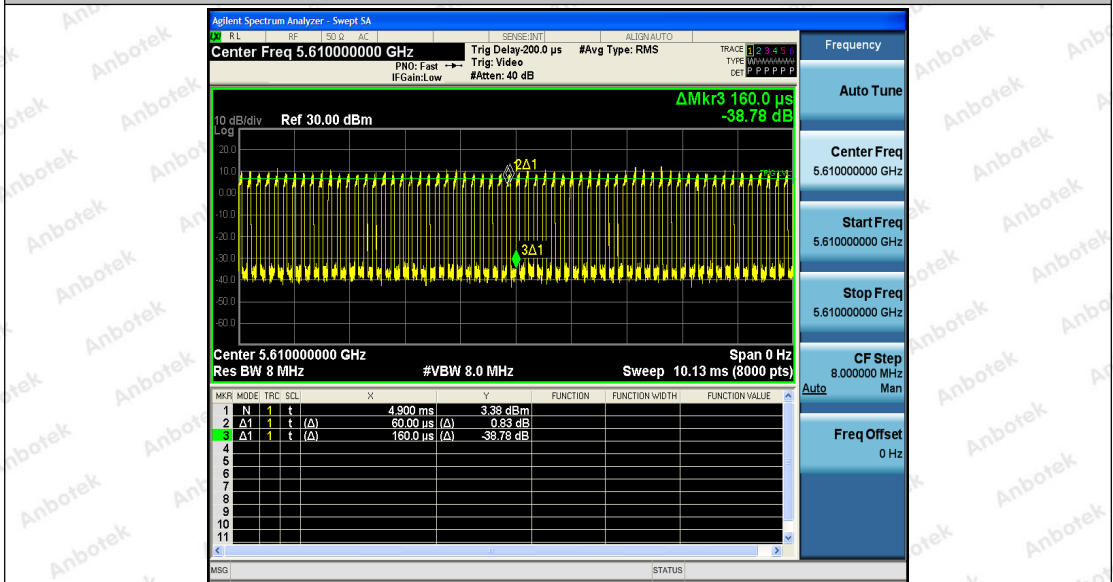 Agilent Spectrum Analyzer - Swept SA
LXI RL RF 50 Ω AC SENSE:INT ALIGN AUTO
Center Freq 5.610000000 GHz
PNO: Fast
IFGain:Low
Trig Delay-200.0 µs
Trig: Video
#Atten: 40 dB
#Avg Type: RMS
TRACE 1 2 3 4 5 6
TYPE
DET P P P P P P
ΔMkr3 160.0 µs
-38.78 dB
10 dB/div Ref 30.00 dBm
Log
20.0
10.0
0.00
-10.0
-20.0
-30.0
-40.0
-50.0
-60.0
2Δ1
3Δ1
Center 5.610000000 GHz Span 0 Hz
Res BW 8 MHz #VBW 8.0 MHz Sweep 10.13 ms (8000 pts)
MKR MODE TRC SCL X Y FUNCTION FUNCTION WIDTH FUNCTION VALUE
1 N 1 t 4.900 ms 3.38 dBm
2 Δ1 1 t (Δ) 60.00 µs (Δ) 0.83 dB
3 Δ1 1 t (Δ) 160.0 µs (Δ) -38.78 dB
4
5
6
7
8
9
10
11
MSG STATUS
Frequency
Auto Tune
Center Freq
5.610000000 GHz
Start Freq
5.610000000 GHz
Stop Freq
5.610000000 GHz
CF Step
8.000000 MHz
Auto Man
Freq Offset
0 Hz
Anbotek